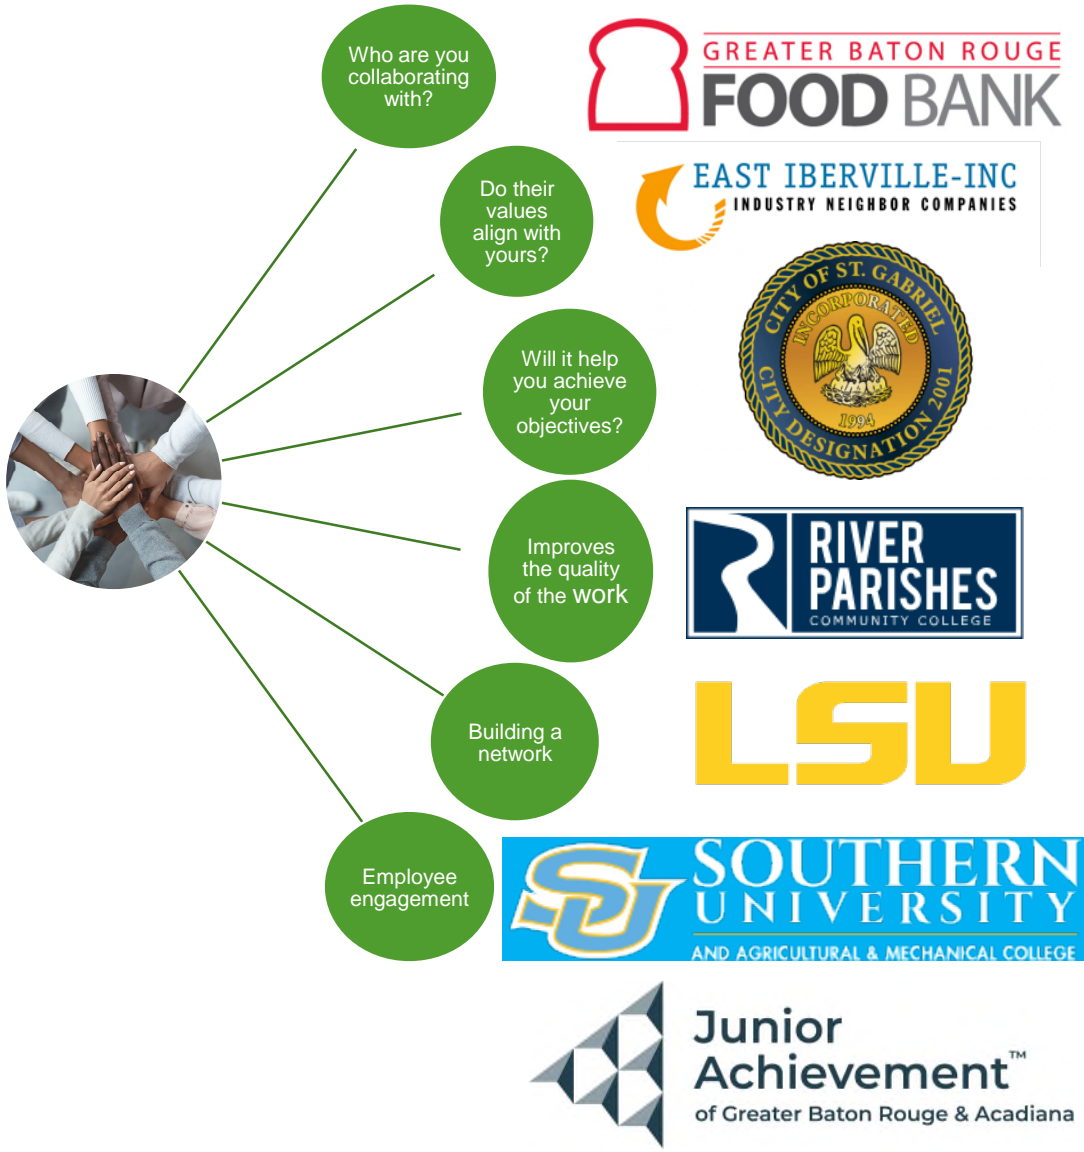 Who are you
collaborating
with?
Do their
values
align with
yours?
Will it help
you achieve
your
objectives?
Improves
the quality
of the work
Building a
network
Employee
engagement
GREATER BATON ROUGE
FOOD BANK
EAST IBERVILLE-INC
INDUSTRY NEIGHBOR COMPANIES
CITY OF ST. GABRIEL
INCORPORATED
1994
CITY DESIGNATION 2001
RIVER
PARISHES
COMMUNITY COLLEGE
LSU
SU
SOUTHERN
UNIVERSITY
AND AGRICULTURAL & MECHANICAL COLLEGE
Junior
Achievement™
of Greater Baton Rouge & Acadiana